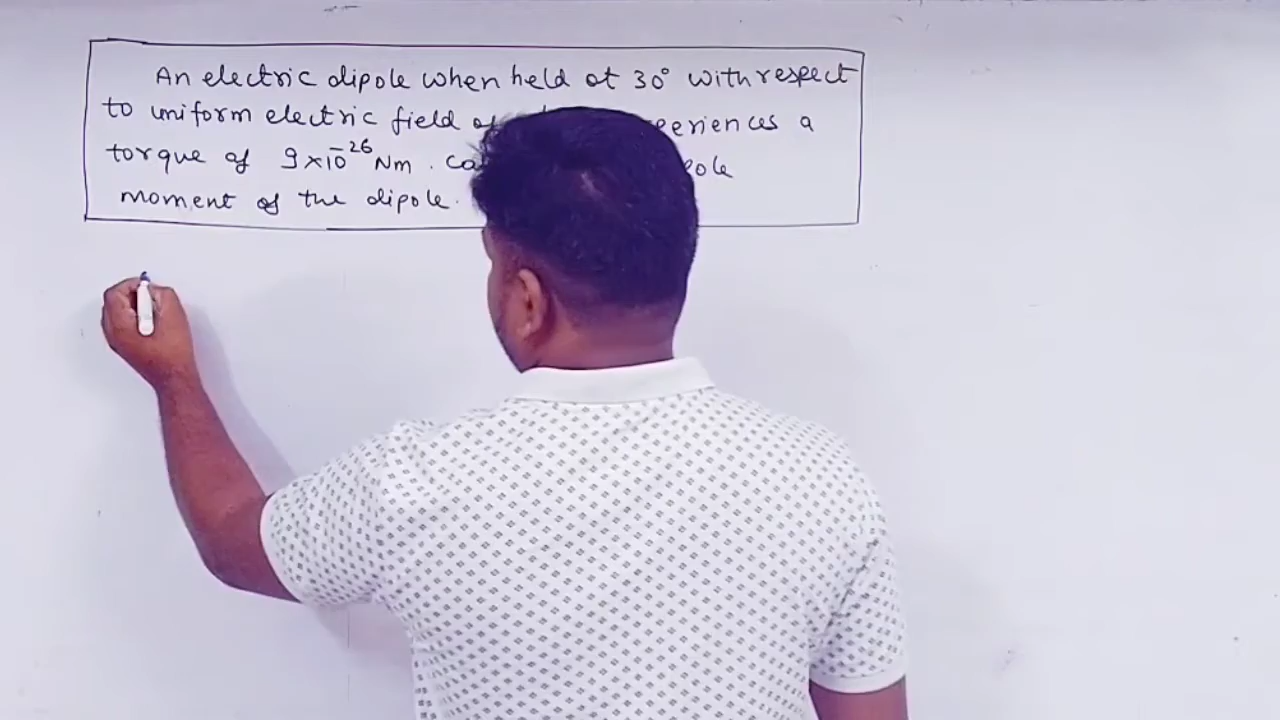 An electric dipole when held at 30° with respect
to uniform electric field a
torque of 9×10⁻²⁶ Nm.
moment of the dipole.